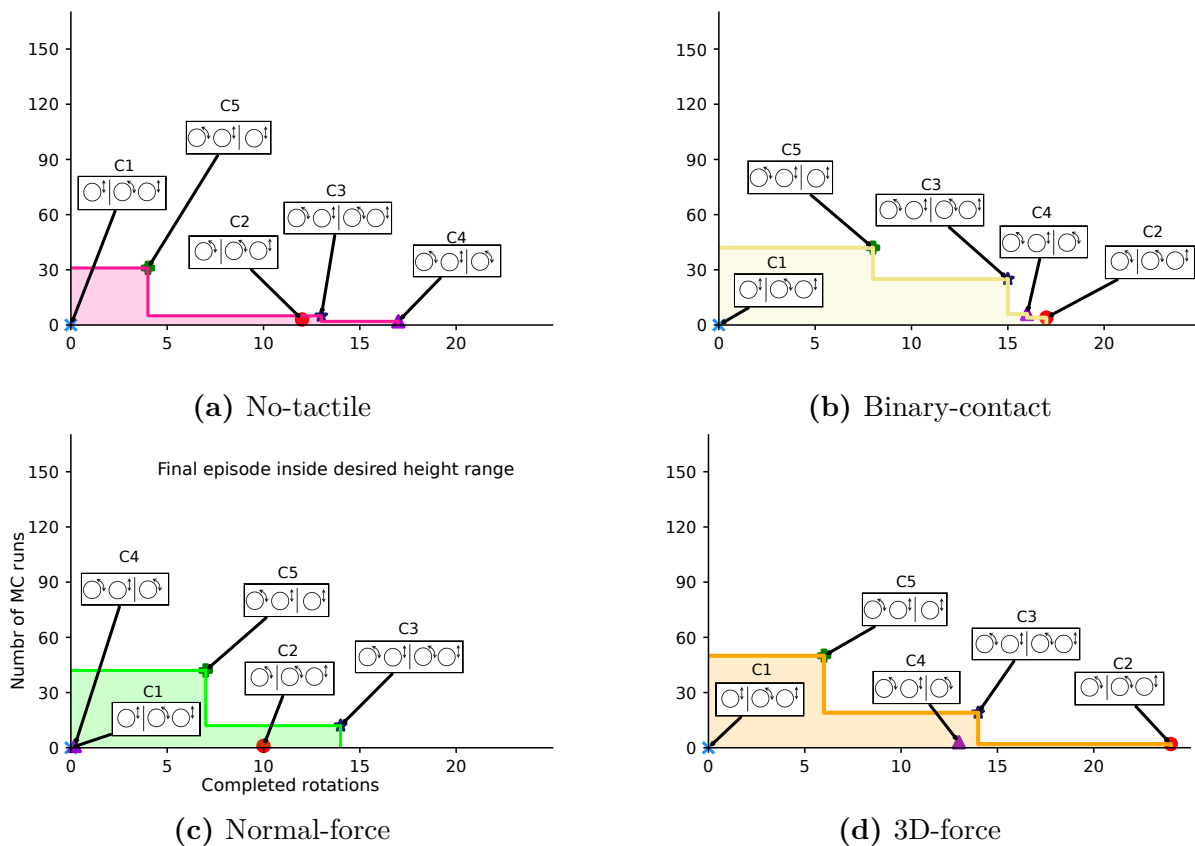 150
120
90
60
30
0
0 5 10 15 20
C5
C1
C3
C2
C4
(a) No-tactile
150
120
90
60
30
0
0 5 10 15 20
C5
C3
C4
C2
C1
(b) Binary-contact
Final episode inside desired height range
Numbr of MC runs
150
120
90
60
30
0
0 5 10 15 20
Completed rotations
C4
C5
C3
C2
C1
(c) Normal-force
150
120
90
60
30
0
0 5 10 15 20
C5
C3
C4
C2
C1
(d) 3D-force